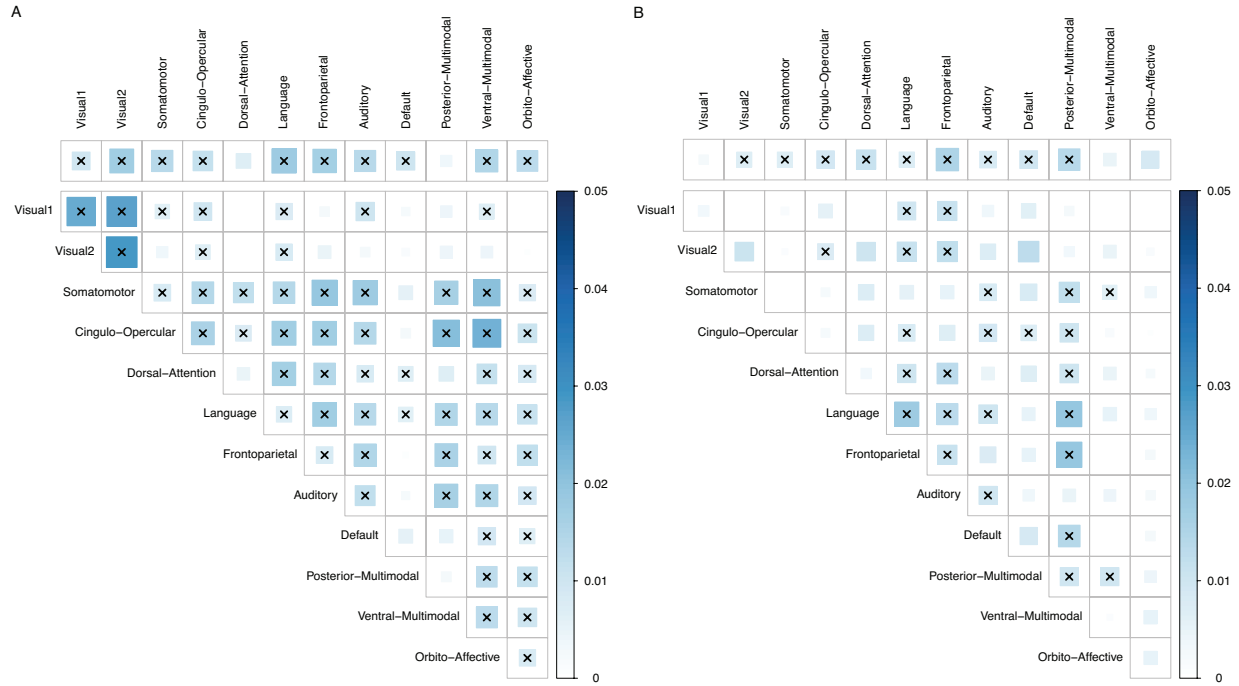 A
Visual1
Visual2
Somatomotor
Cingulo−Opercular
Dorsal−Attention
Language
Frontoparietal
Auditory
Default
Posterior−Multimodal
Ventral−Multimodal
Orbito−Affective
Visual1
Visual2
Somatomotor
Cingulo−Opercular
Dorsal−Attention
Language
Frontoparietal
Auditory
Default
Posterior−Multimodal
Ventral−Multimodal
Orbito−Affective
0.05
0.04
0.03
0.02
0.01
0
B
Visual1
Visual2
Somatomotor
Cingulo−Opercular
Dorsal−Attention
Language
Frontoparietal
Auditory
Default
Posterior−Multimodal
Ventral−Multimodal
Orbito−Affective
Visual1
Visual2
Somatomotor
Cingulo−Opercular
Dorsal−Attention
Language
Frontoparietal
Auditory
Default
Posterior−Multimodal
Ventral−Multimodal
Orbito−Affective
0.05
0.04
0.03
0.02
0.01
0